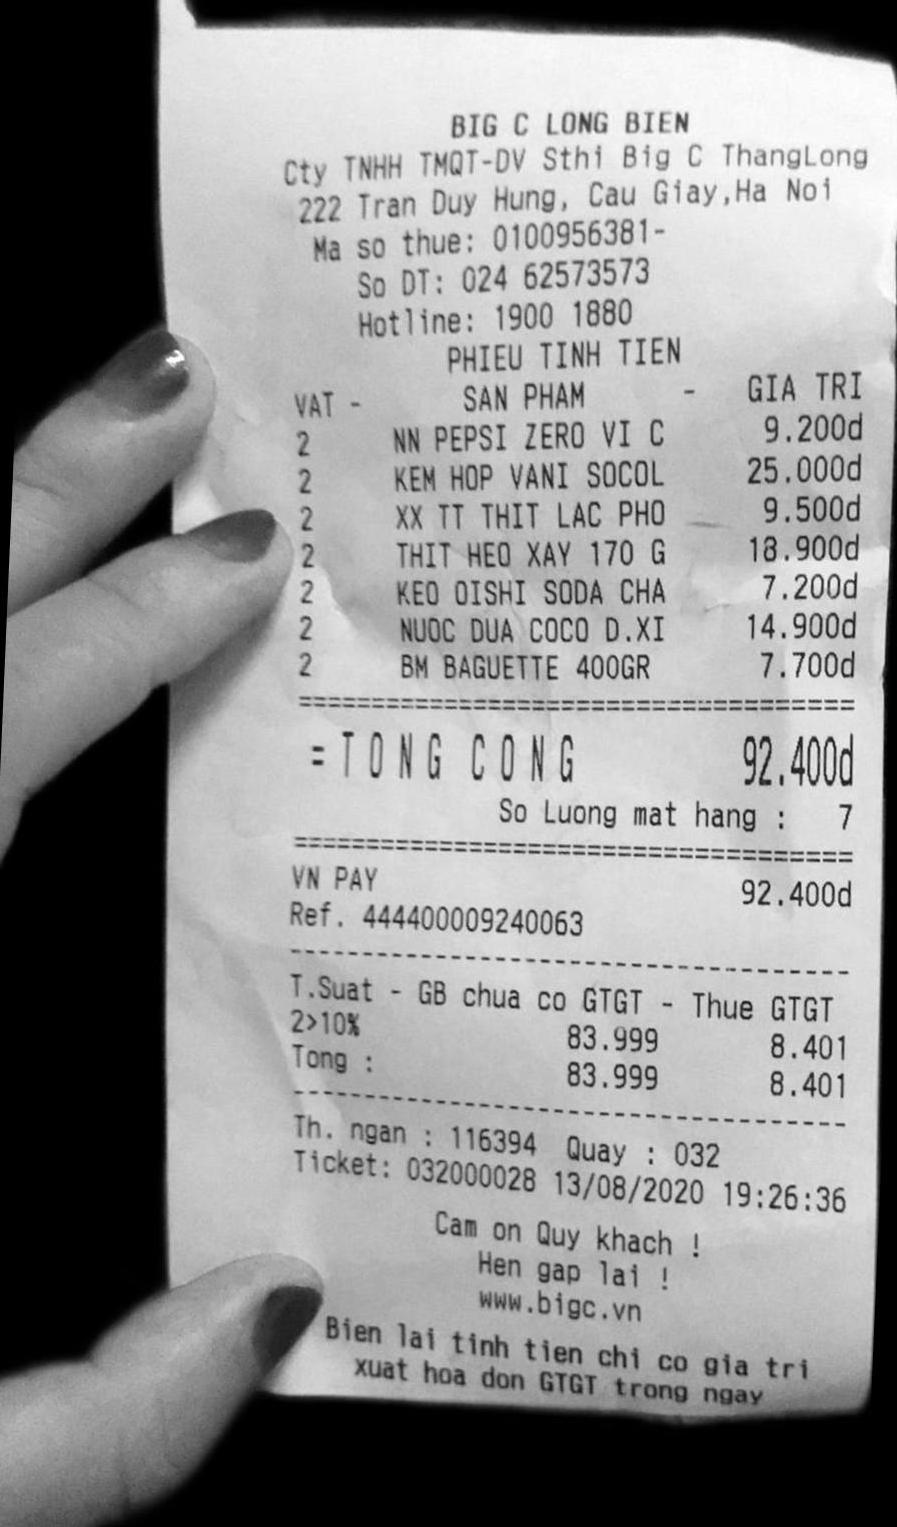 BIG C LONG BIEN
Cty TNHH TMQT-DV Sthi Big C ThangLong
222 Tran Duy Hung, Cau Giay,Ha Noi
Ma so thue: 0100956381-
So DT: 024 62573573
Hotline: 1900 1880
PHIEU TINH TIEN
VAT - SAN PHAM - GIA TRI
2 NN PEPSI ZERO VI C 9.200d
2 KEM HOP VANI SOCOL 25.000d
2 XX TT THIT LAC PHO 9.500d
2 THIT HEO XAY 170 G 18.900d
2 KEO OISHI SODA CHA 7.200d
2 NUOC DUA COCO D.XI 14.900d
2 BM BAGUETTE 400GR 7.700d
==================================
=TONG CONG 92.400d
So Luong mat hang : 7
==================================
VN PAY 92.400d
Ref. 444400009240063
----------------------------------
T.Suat - GB chua co GTGT - Thue GTGT
2>10% 83.999 8.401
Tong : 83.999 8.401
----------------------------------
Th. ngan : 116394 Quay : 032
Ticket: 032000028 13/08/2020 19:26:36
Cam on Quy khach !
Hen gap lai !
www.bigc.vn
Bien lai tinh tien chi co gia tri
xuat hoa don GTGT trong ngay